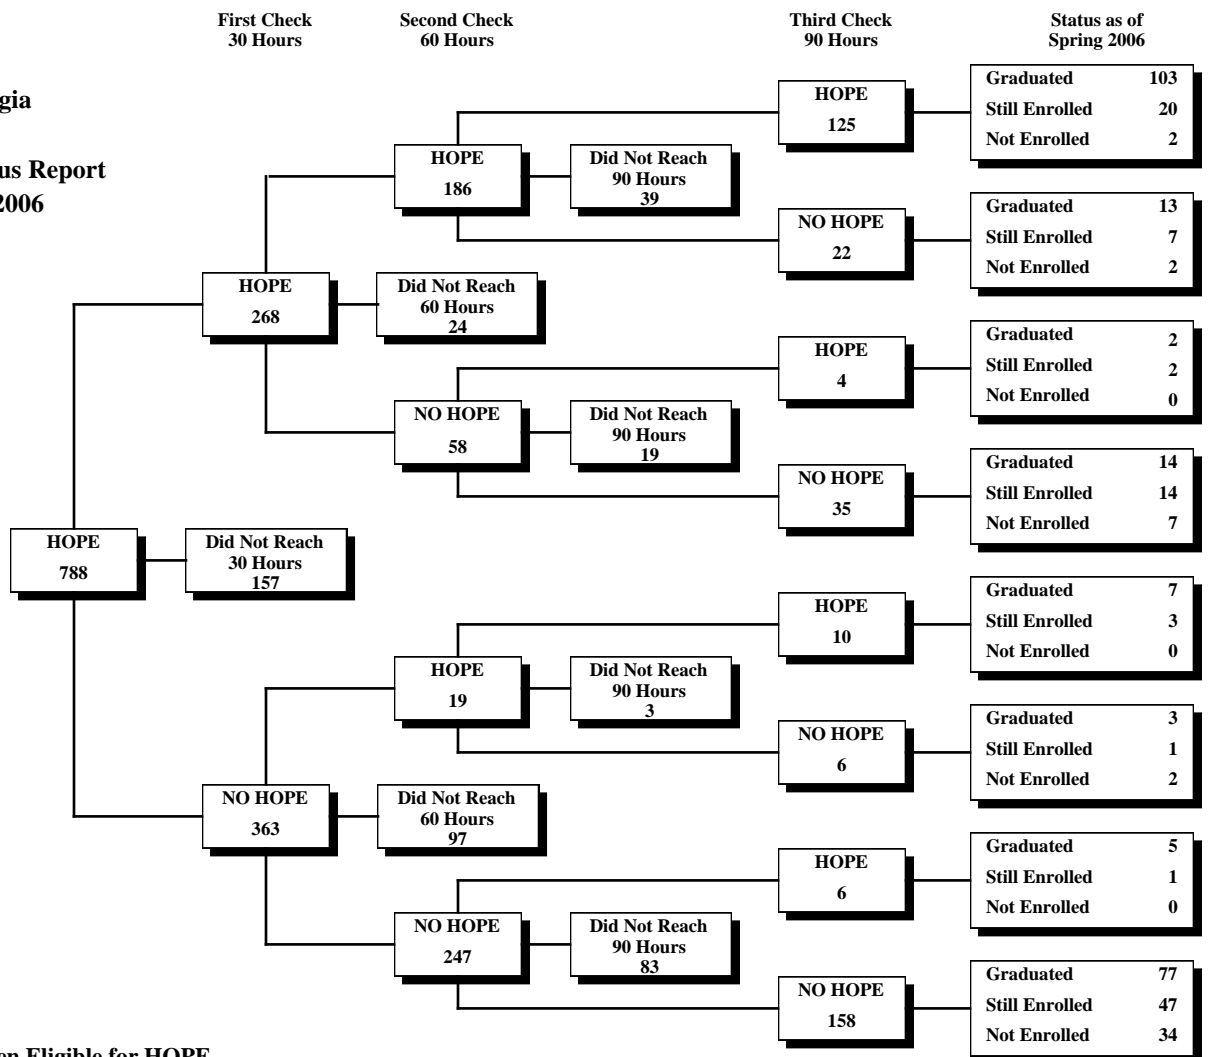 First Check
30 Hours
Second Check
60 Hours
Third Check
90 Hours
Status as of
Spring 2006
gia
us Report
2006
HOPE
788
Did Not Reach
30 Hours
157
HOPE
268
Did Not Reach
60 Hours
24
NO HOPE
363
Did Not Reach
60 Hours
97
HOPE
186
Did Not Reach
90 Hours
39
NO HOPE
58
Did Not Reach
90 Hours
19
HOPE
19
Did Not Reach
90 Hours
3
NO HOPE
247
Did Not Reach
90 Hours
83
HOPE
125
Graduated 103
Still Enrolled 20
Not Enrolled 2
NO HOPE
22
Graduated 13
Still Enrolled 7
Not Enrolled 2
HOPE
4
Graduated 2
Still Enrolled 2
Not Enrolled 0
NO HOPE
35
Graduated 14
Still Enrolled 14
Not Enrolled 7
HOPE
10
Graduated 7
Still Enrolled 3
Not Enrolled 0
NO HOPE
6
Graduated 3
Still Enrolled 1
Not Enrolled 2
HOPE
6
Graduated 5
Still Enrolled 1
Not Enrolled 0
NO HOPE
158
Graduated 77
Still Enrolled 47
Not Enrolled 34
en Eligible for HOPE